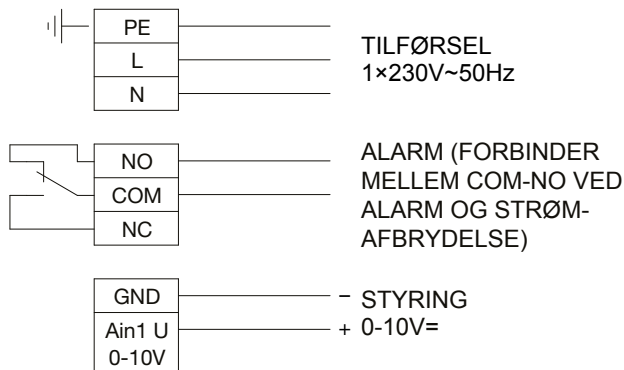 PE
L
N
TILFØRSEL
1×230V~50Hz
NO
COM
NC
ALARM (FORBINDER
MELLEM COM-NO VED
ALARM OG STRØM-
AFBRYDELSE)
GND
Ain1 U
0-10V
− STYRING
+ 0-10V=